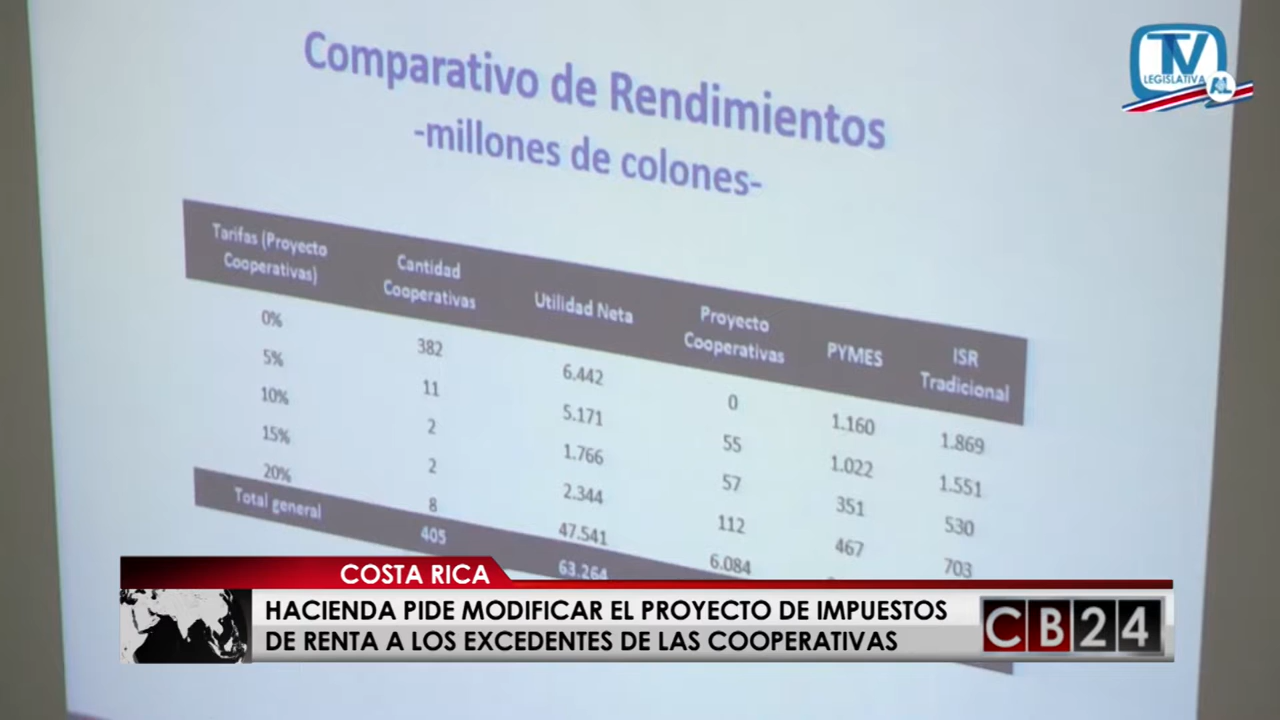 TV
LEGISLATIVA
AL
Comparativo de Rendimientos
-millones de colones-
Tarifas (Proyecto Cooperativas) Cantidad Cooperativas Utilidad Neta Proyecto Cooperativas PYMES ISR Tradicional
0% 382 6.442 0 1.160 1.869
5% 11 5.171 55 1.022 1.551
10% 2 1.766 57 351 530
15% 2 2.344 112 467 703
20% 8 47.541 6.084
Total general 405 63.264
COSTA RICA
HACIENDA PIDE MODIFICAR EL PROYECTO DE IMPUESTOS
DE RENTA A LOS EXCEDENTES DE LAS COOPERATIVAS
CB24